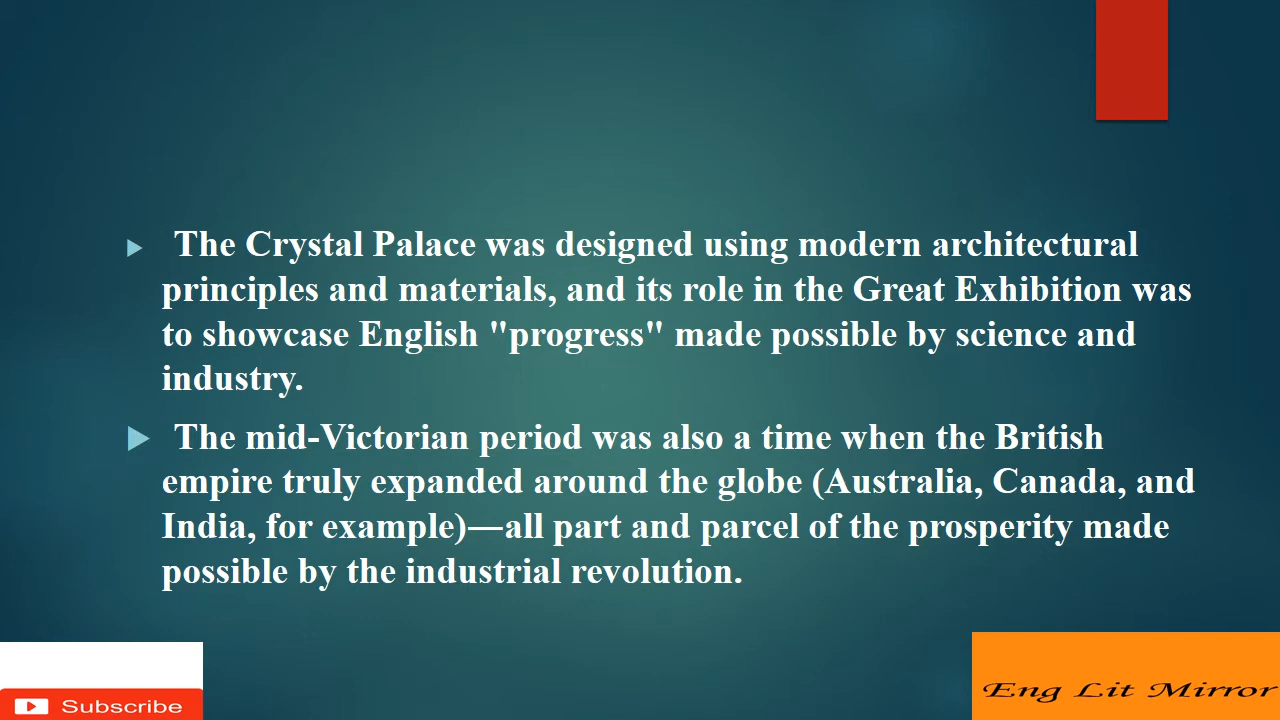 The Crystal Palace was designed using modern architectural
principles and materials, and its role in the Great Exhibition was
to showcase English "progress" made possible by science and
industry.
The mid-Victorian period was also a time when the British
empire truly expanded around the globe (Australia, Canada, and
India, for example)—all part and parcel of the prosperity made
possible by the industrial revolution.
Subscribe
Eng Lit Mirror